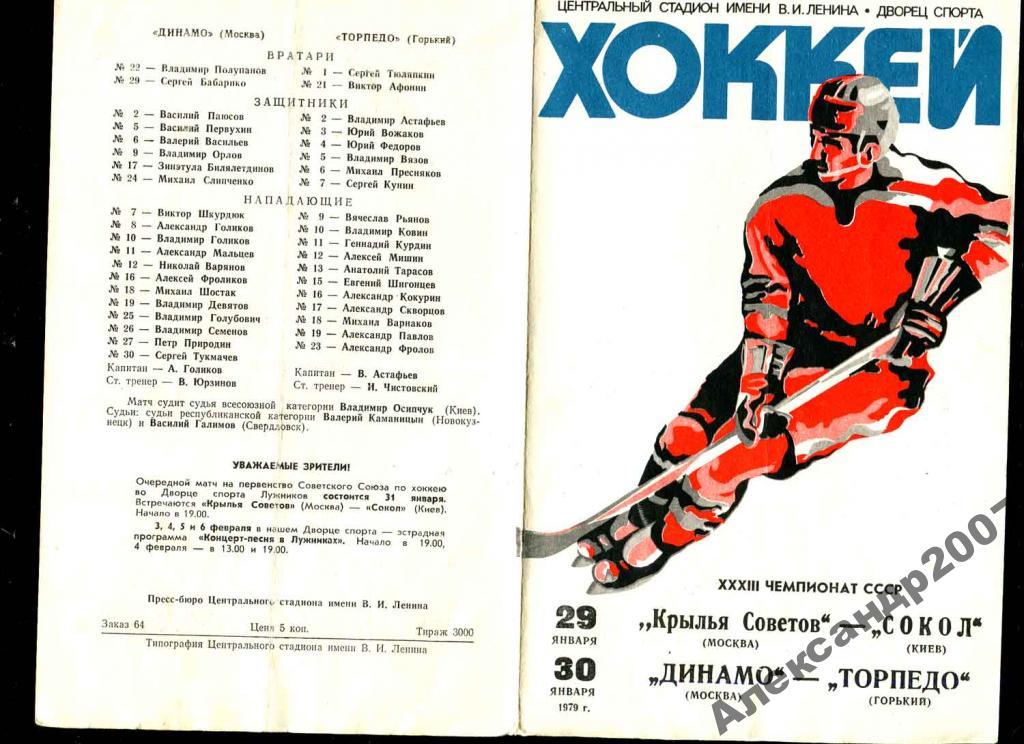 «ДИНАМО» (Москва) «ТОРПЕДО» (Горький)
ВРАТАРИ
№ 22 — Владимир Полупанов № 1 — Сергей Тюляпкин
№ 29 — Сергей Бабарико № 21 — Виктор Афонин
ЗАЩИТНИКИ
№ 2 — Василий Паюсов № 2 — Владимир Астафьев
№ 5 — Василий Первухин № 3 — Юрий Вожаков
№ 6 — Валерий Васильев № 4 — Юрий Федоров
№ 9 — Владимир Орлов № 5 — Владимир Вязов
№ 17 — Зинэтула Билялетдинов № 6 — Михаил Пресняков
№ 24 — Михаил Слипченко № 7 — Сергей Кунин
НАПАДАЮЩИЕ
№ 7 — Виктор Шкурдюк № 9 — Вячеслав Рьянов
№ 8 — Александр Голиков № 10 — Владимир Ковин
№ 10 — Владимир Голиков № 11 — Геннадий Курдин
№ 11 — Александр Мальцев № 12 — Алексей Мишин
№ 12 — Николай Варянов № 13 — Анатолий Тарасов
№ 16 — Алексей Фроликов № 15 — Евгений Шигонцев
№ 18 — Михаил Шостак № 16 — Александр Кокурин
№ 19 — Владимир Девятов № 17 — Александр Скворцов
№ 25 — Владимир Голубович № 18 — Михаил Варнаков
№ 26 — Владимир Семенов № 19 — Александр Павлов
№ 27 — Петр Природин № 23 — Александр Фролов
№ 30 — Сергей Тукмачев
Капитан — А. Голиков Капитан — В. Астафьев
Ст. тренер — В. Юрзинов Ст. тренер — И. Чистовский
Матч судит судья всесоюзной категории Владимир Осипчук (Киев).
Судьи: судьи республиканской категории Валерий Каманицын (Новокуз-
нецк) и Василий Галимов (Свердловск).
УВАЖАЕМЫЕ ЗРИТЕЛИ!
Очередной матч на первенство Советского Союза по хоккею
во Дворце спорта Лужников состоится 31 января.
Встречаются «Крылья Советов» (Москва) — «Сокол» (Киев).
Начало в 19.00.
3, 4, 5 и 6 февраля в нашем Дворце спорта — эстрадная
программа «Концерт-песня в Лужниках». Начало в 19.00,
4 февраля — в 13.00 и 19.00.
Пресс-бюро Центрального стадиона имени В. И. Ленина
Заказ 64 Цена 5 коп. Тираж 3000
Типография Центрального стадиона имени В. И. Ленина
ЦЕНТРАЛЬНЫЙ СТАДИОН ИМЕНИ В.И.ЛЕНИНА • ДВОРЕЦ СПОРТА
ХОККЕЙ
XXXIII ЧЕМПИОНАТ СССР
29 ЯНВАРЯ „Крылья Советов" — „СОКОЛ"
(МОСКВА) (КИЕВ)
30 ЯНВАРЯ „ДИНАМО" — „ТОРПЕДО"
(МОСКВА) (ГОРЬКИЙ)
1979 г.
Александр2007